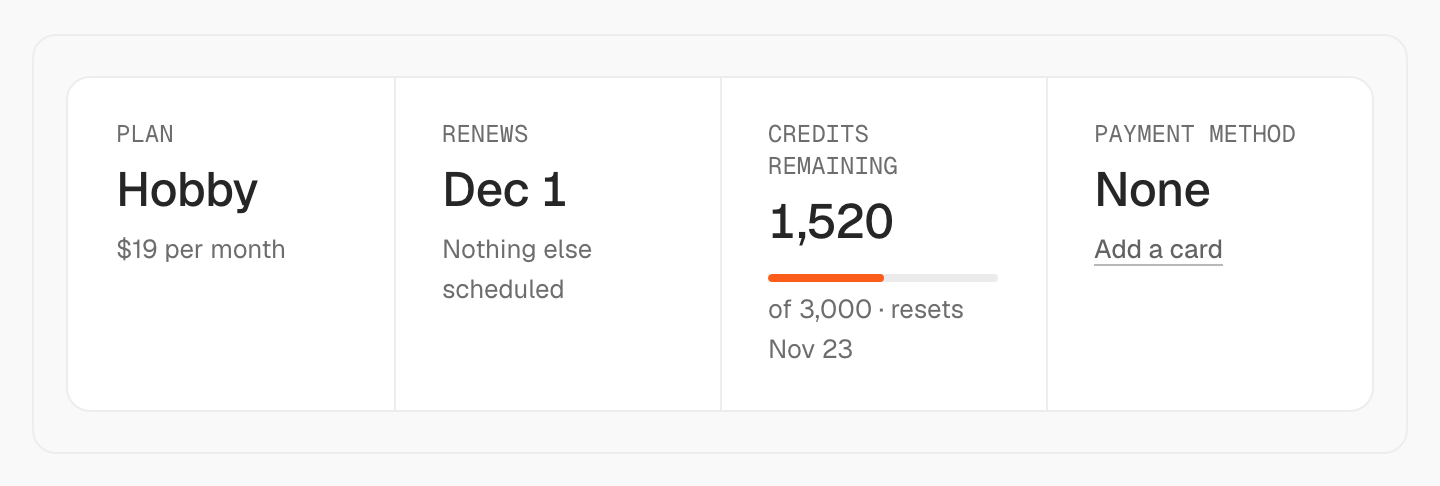 PLAN
Hobby
$19 per month
RENEWS
Dec 1
Nothing else
scheduled
CREDITS
REMAINING
1,520
of 3,000 · resets
Nov 23
PAYMENT METHOD
None
Add a card